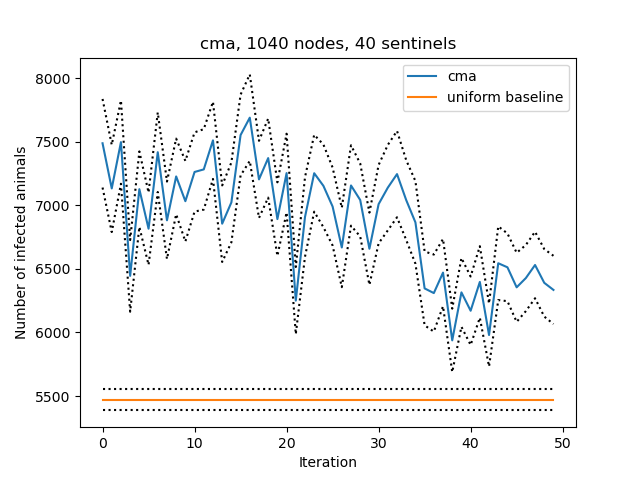 cma, 1040 nodes, 40 sentinels
cma
uniform baseline
Number of infected animals
8000
7500
7000
6500
6000
5500
0 10 20 30 40 50
Iteration